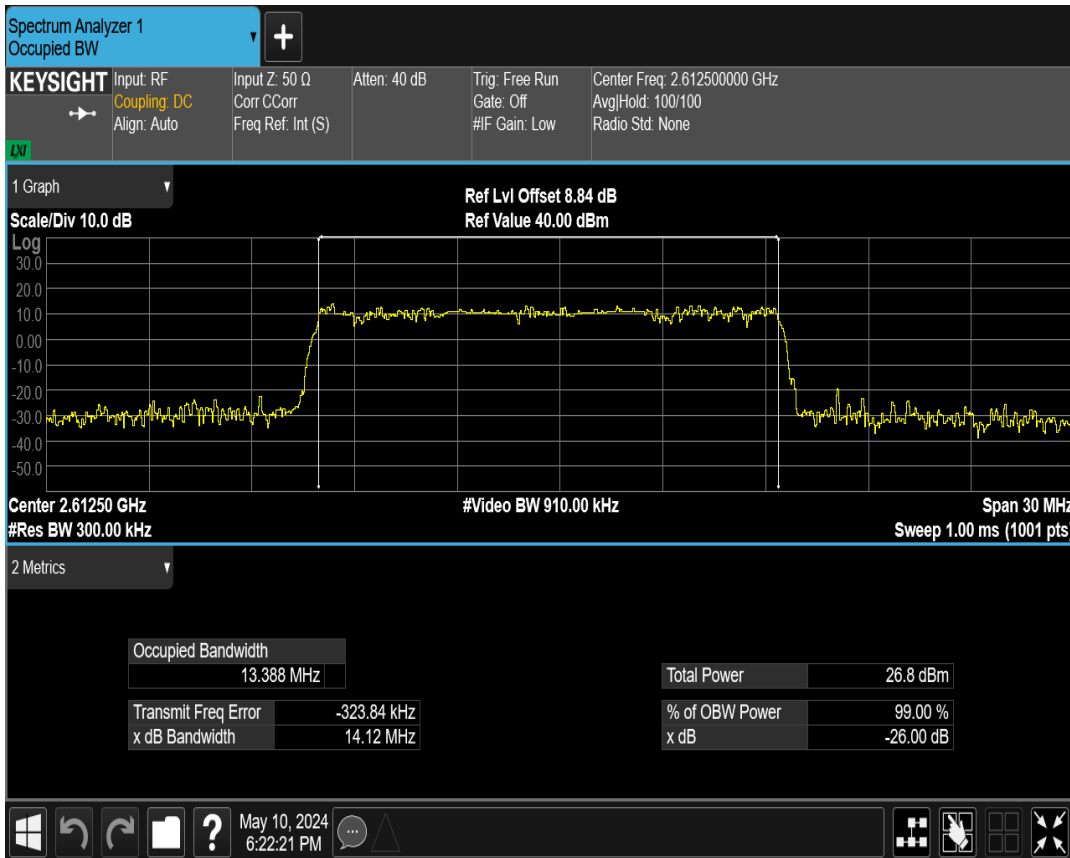 Spectrum Analyzer 1
Occupied BW
+
KEYSIGHT
LXI
Input: RF
Coupling: DC
Align: Auto
Input Z: 50 Ω
Corr CCorr
Freq Ref: Int (S)
Atten: 40 dB
Trig: Free Run
Gate: Off
#IF Gain: Low
Center Freq: 2.612500000 GHz
Avg|Hold: 100/100
Radio Std: None
1 Graph
Scale/Div 10.0 dB
Ref Lvl Offset 8.84 dB
Ref Value 40.00 dBm
Log
30.0
20.0
10.0
0.00
-10.0
-20.0
-30.0
-40.0
-50.0
Center 2.61250 GHz
#Res BW 300.00 kHz
#Video BW 910.00 kHz
Span 30 MHz
Sweep 1.00 ms (1001 pts)
2 Metrics
Occupied Bandwidth
13.388 MHz
Transmit Freq Error -323.84 kHz
x dB Bandwidth 14.12 MHz
Total Power 26.8 dBm
% of OBW Power 99.00 %
x dB -26.00 dB
?
May 10, 2024
6:22:21 PM